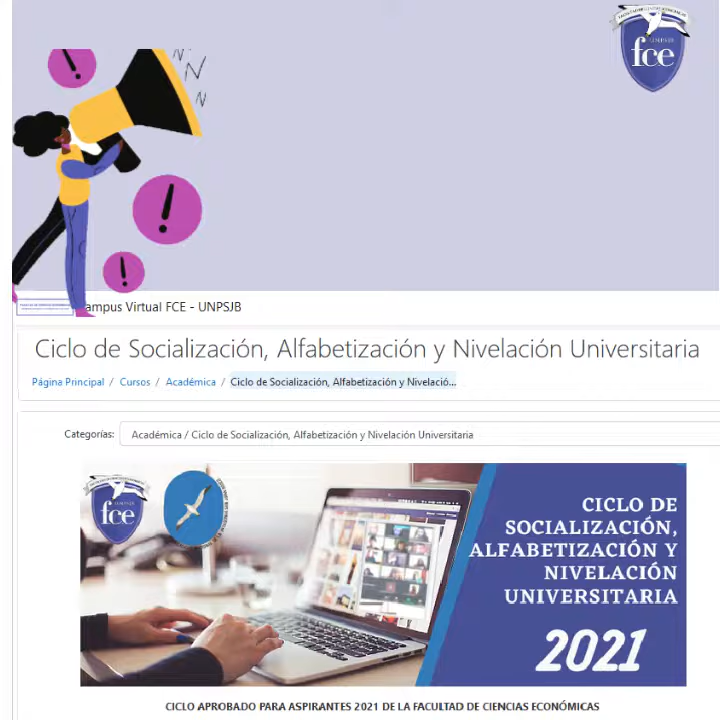 UNPSJB
fce
Campus Virtual FCE - UNPSJB
Ciclo de Socialización, Alfabetización y Nivelación Universitaria
Página Principal / Cursos / Académica / Ciclo de Socialización, Alfabetización y Nivelació...
Categorías: Académica / Ciclo de Socialización, Alfabetización y Nivelación Universitaria
fce
CICLO DE
SOCIALIZACIÓN,
ALFABETIZACIÓN Y
NIVELACIÓN
UNIVERSITARIA
2021
CICLO APROBADO PARA ASPIRANTES 2021 DE LA FACULTAD DE CIENCIAS ECONÓMICAS